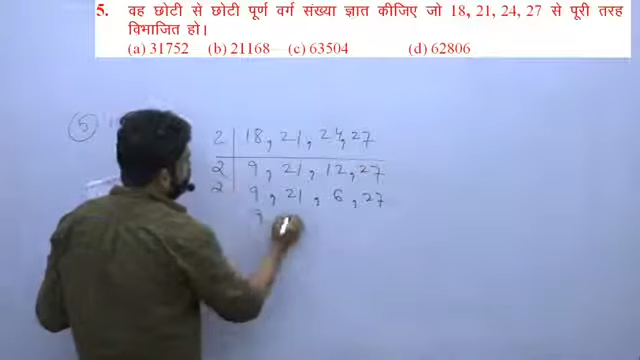 5. वह छोटी से छोटी पूर्ण वर्ग संख्या ज्ञात कीजिए जो 18, 21, 24, 27 से पूरी तरह
विभाजित हो।
(a) 31752 (b) 21168 (c) 63504 (d) 62806
5
2 | 18, 21, 24, 27
2 | 9, 21, 12, 27
2 | 9, 21, 6, 27
9